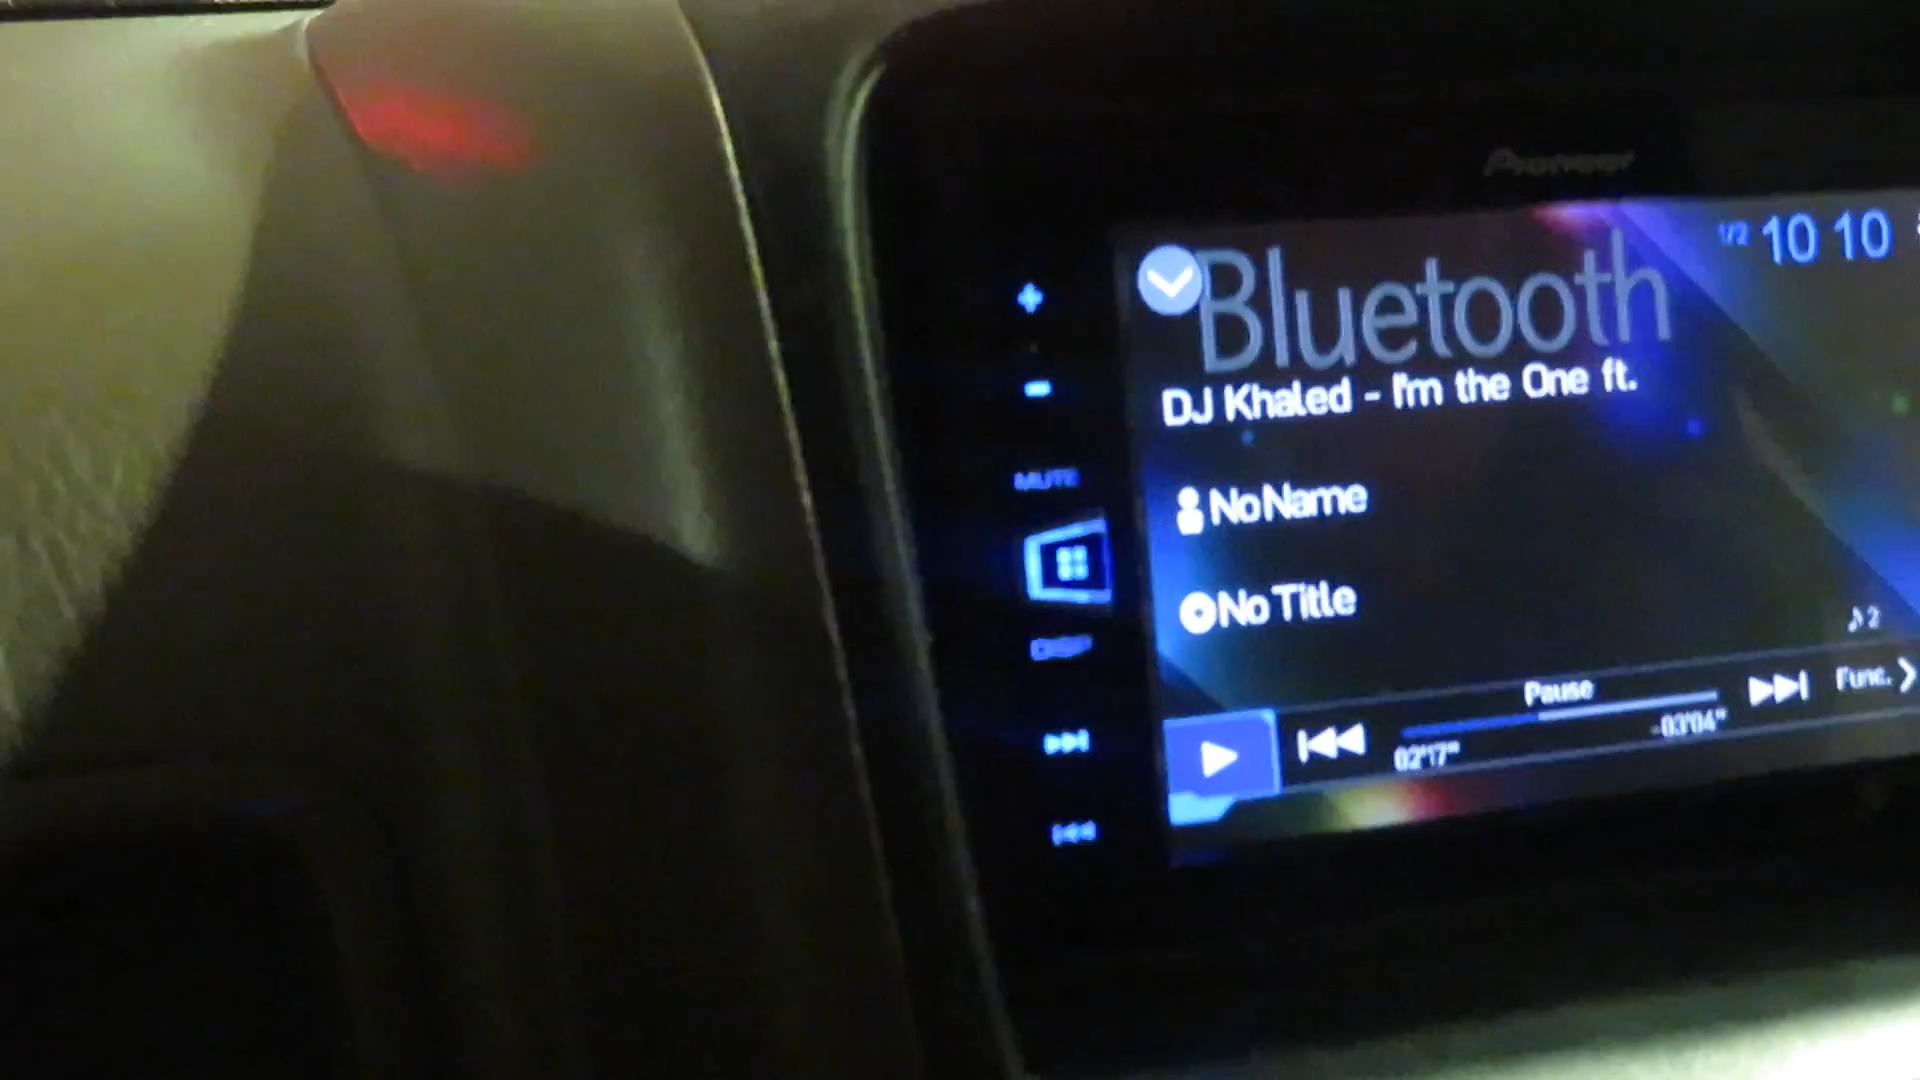 Pioneer
1/2 10 10
Bluetooth
DJ Khaled - I'm the One ft.
MUTE
No Name
No Title
DISP
♪2
Pause
Func.
02'17"
-03'04"